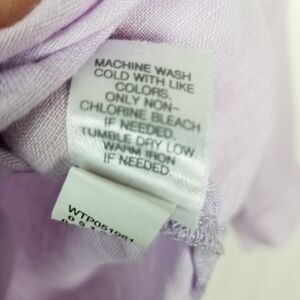 MACHINE WASH
COLD WITH LIKE
COLORS.
ONLY NON-
CHLORINE BLEACH
IF NEEDED.
TUMBLE DRY LOW
WARM IRON
IF NEEDED.
WTP051961